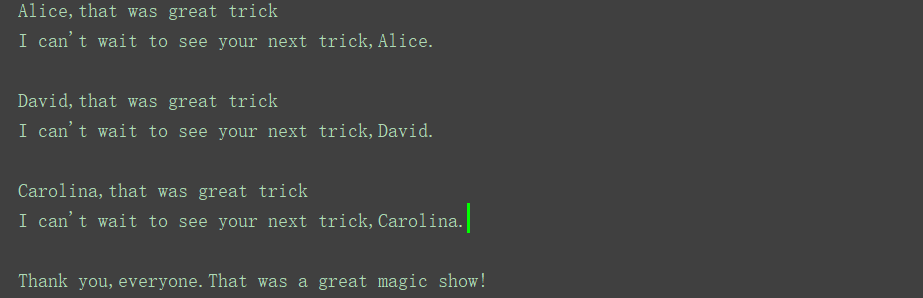 Alice,that was great trick
I can't wait to see your next trick,Alice.
David,that was great trick
I can't wait to see your next trick,David.
Carolina,that was great trick
I can't wait to see your next trick,Carolina.
Thank you,everyone.That was a great magic show!